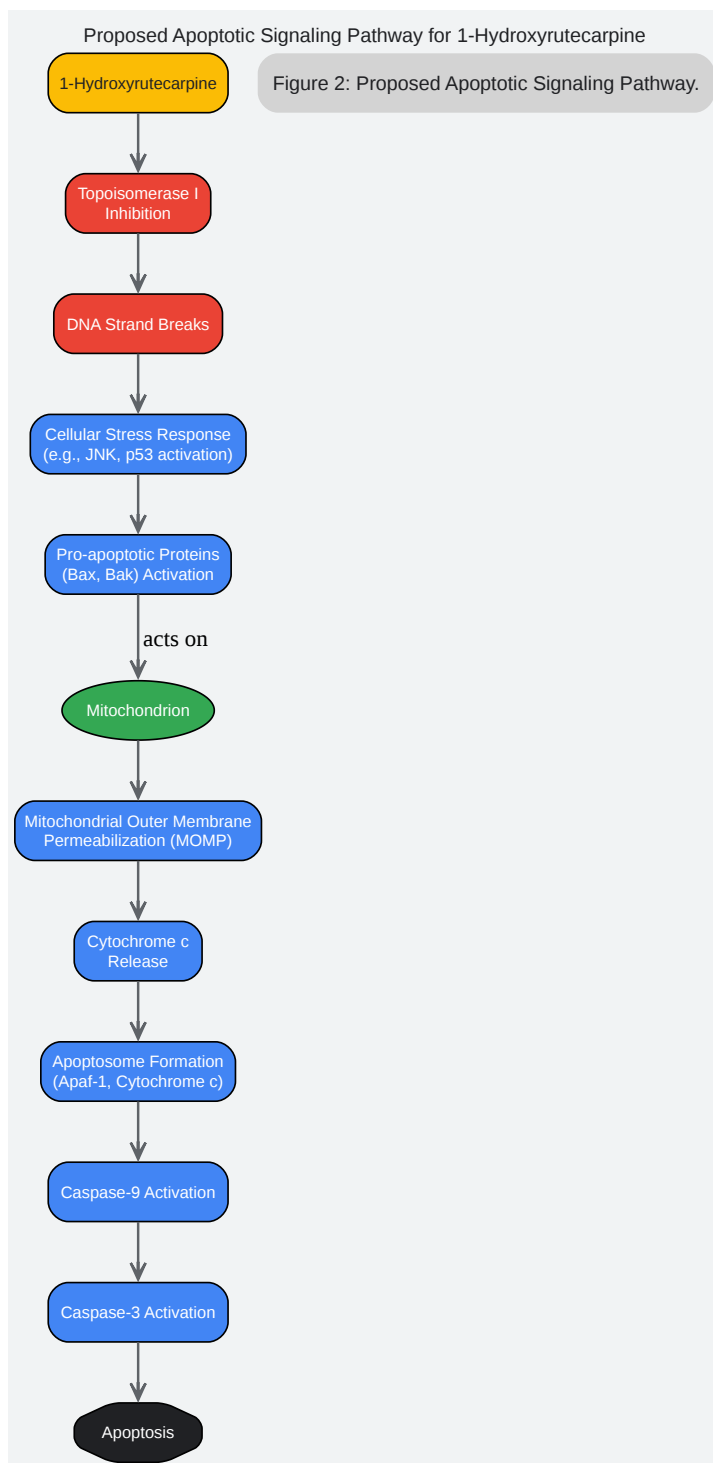 Proposed Apoptotic Signaling Pathway for 1-Hydroxyrutecarpine
1-Hydroxyrutecarpine
Figure 2: Proposed Apoptotic Signaling Pathway.
Topoisomerase I
Inhibition
DNA Strand Breaks
Cellular Stress Response
(e.g., JNK, p53 activation)
Pro-apoptotic Proteins
(Bax, Bak) Activation
acts on
Mitochondrion
Mitochondrial Outer Membrane
Permeabilization (MOMP)
Cytochrome c
Release
Apoptosome Formation
(Apaf-1, Cytochrome c)
Caspase-9 Activation
Caspase-3 Activation
Apoptosis